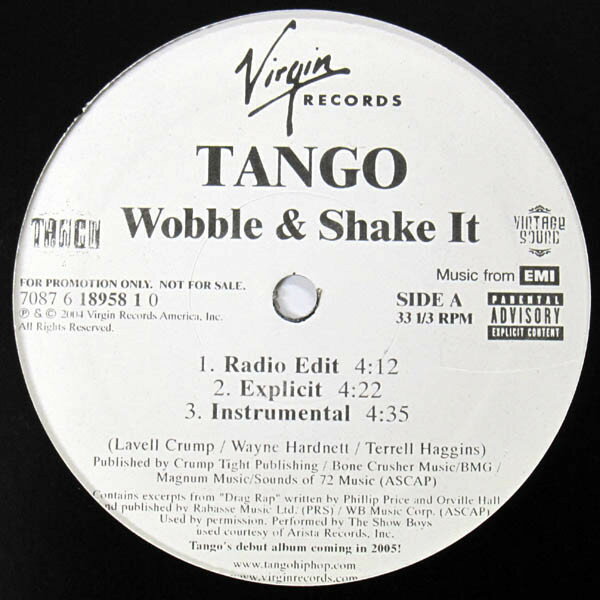 Virgin
RECORDS
TANGO
Wobble & Shake It
TANGO
VINTAGE
SOUND
Music from EMI
FOR PROMOTION ONLY. NOT FOR SALE.
7087 6 18958 1 0
℗ & © 2004 Virgin Records America, Inc.
All Rights Reserved.
SIDE A
33 1/3 RPM
PARENTAL
ADVISORY
EXPLICIT CONTENT
1. Radio Edit 4:12
2. Explicit 4:22
3. Instrumental 4:35
(Lavell Crump / Wayne Hardnett / Terrell Haggins)
Published by Crump Tight Publishing / Bone Crusher Music/BMG /
Magnum Music/Sounds of 72 Music (ASCAP)
Contains excerpts from "Drag Rap" written by Phillip Price and Orville Hall
and published by Rabasse Music Ltd. (PRS) / WB Music Corp. (ASCAP)
Used by permission. Performed by The Show Boys
used courtesy of Arista Records, Inc.
Tango's debut album coming in 2005!
www.tangohiphop.com
www.virginrecords.com